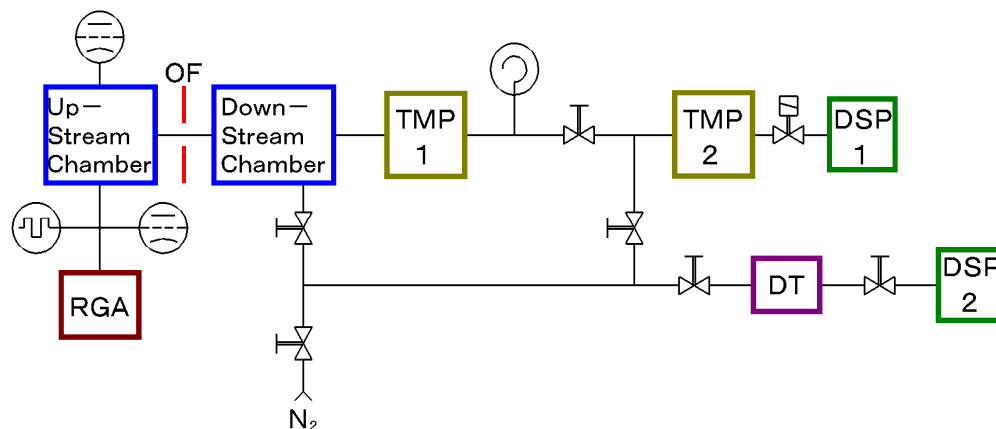 OF
Up－
Stream
Chamber
Down－
Stream
Chamber
TMP
1
TMP
2
DSP
1
RGA
DT
DSP
2
N₂